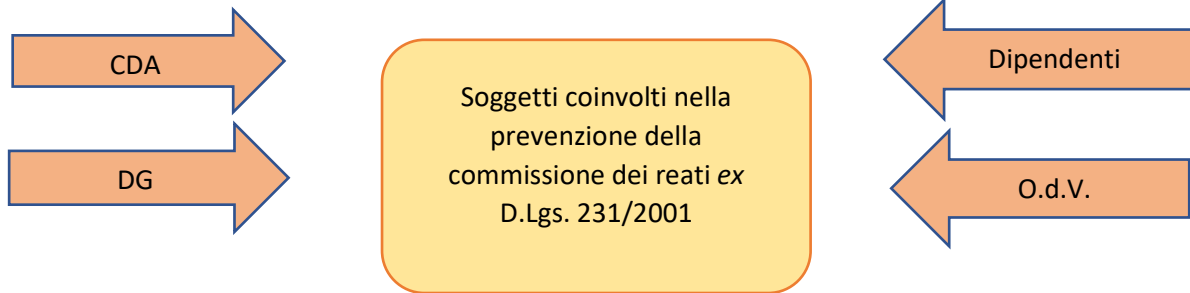 CDA
DG
Soggetti coinvolti nella
prevenzione della
commissione dei reati ex
D.Lgs. 231/2001
Dipendenti
O.d.V.